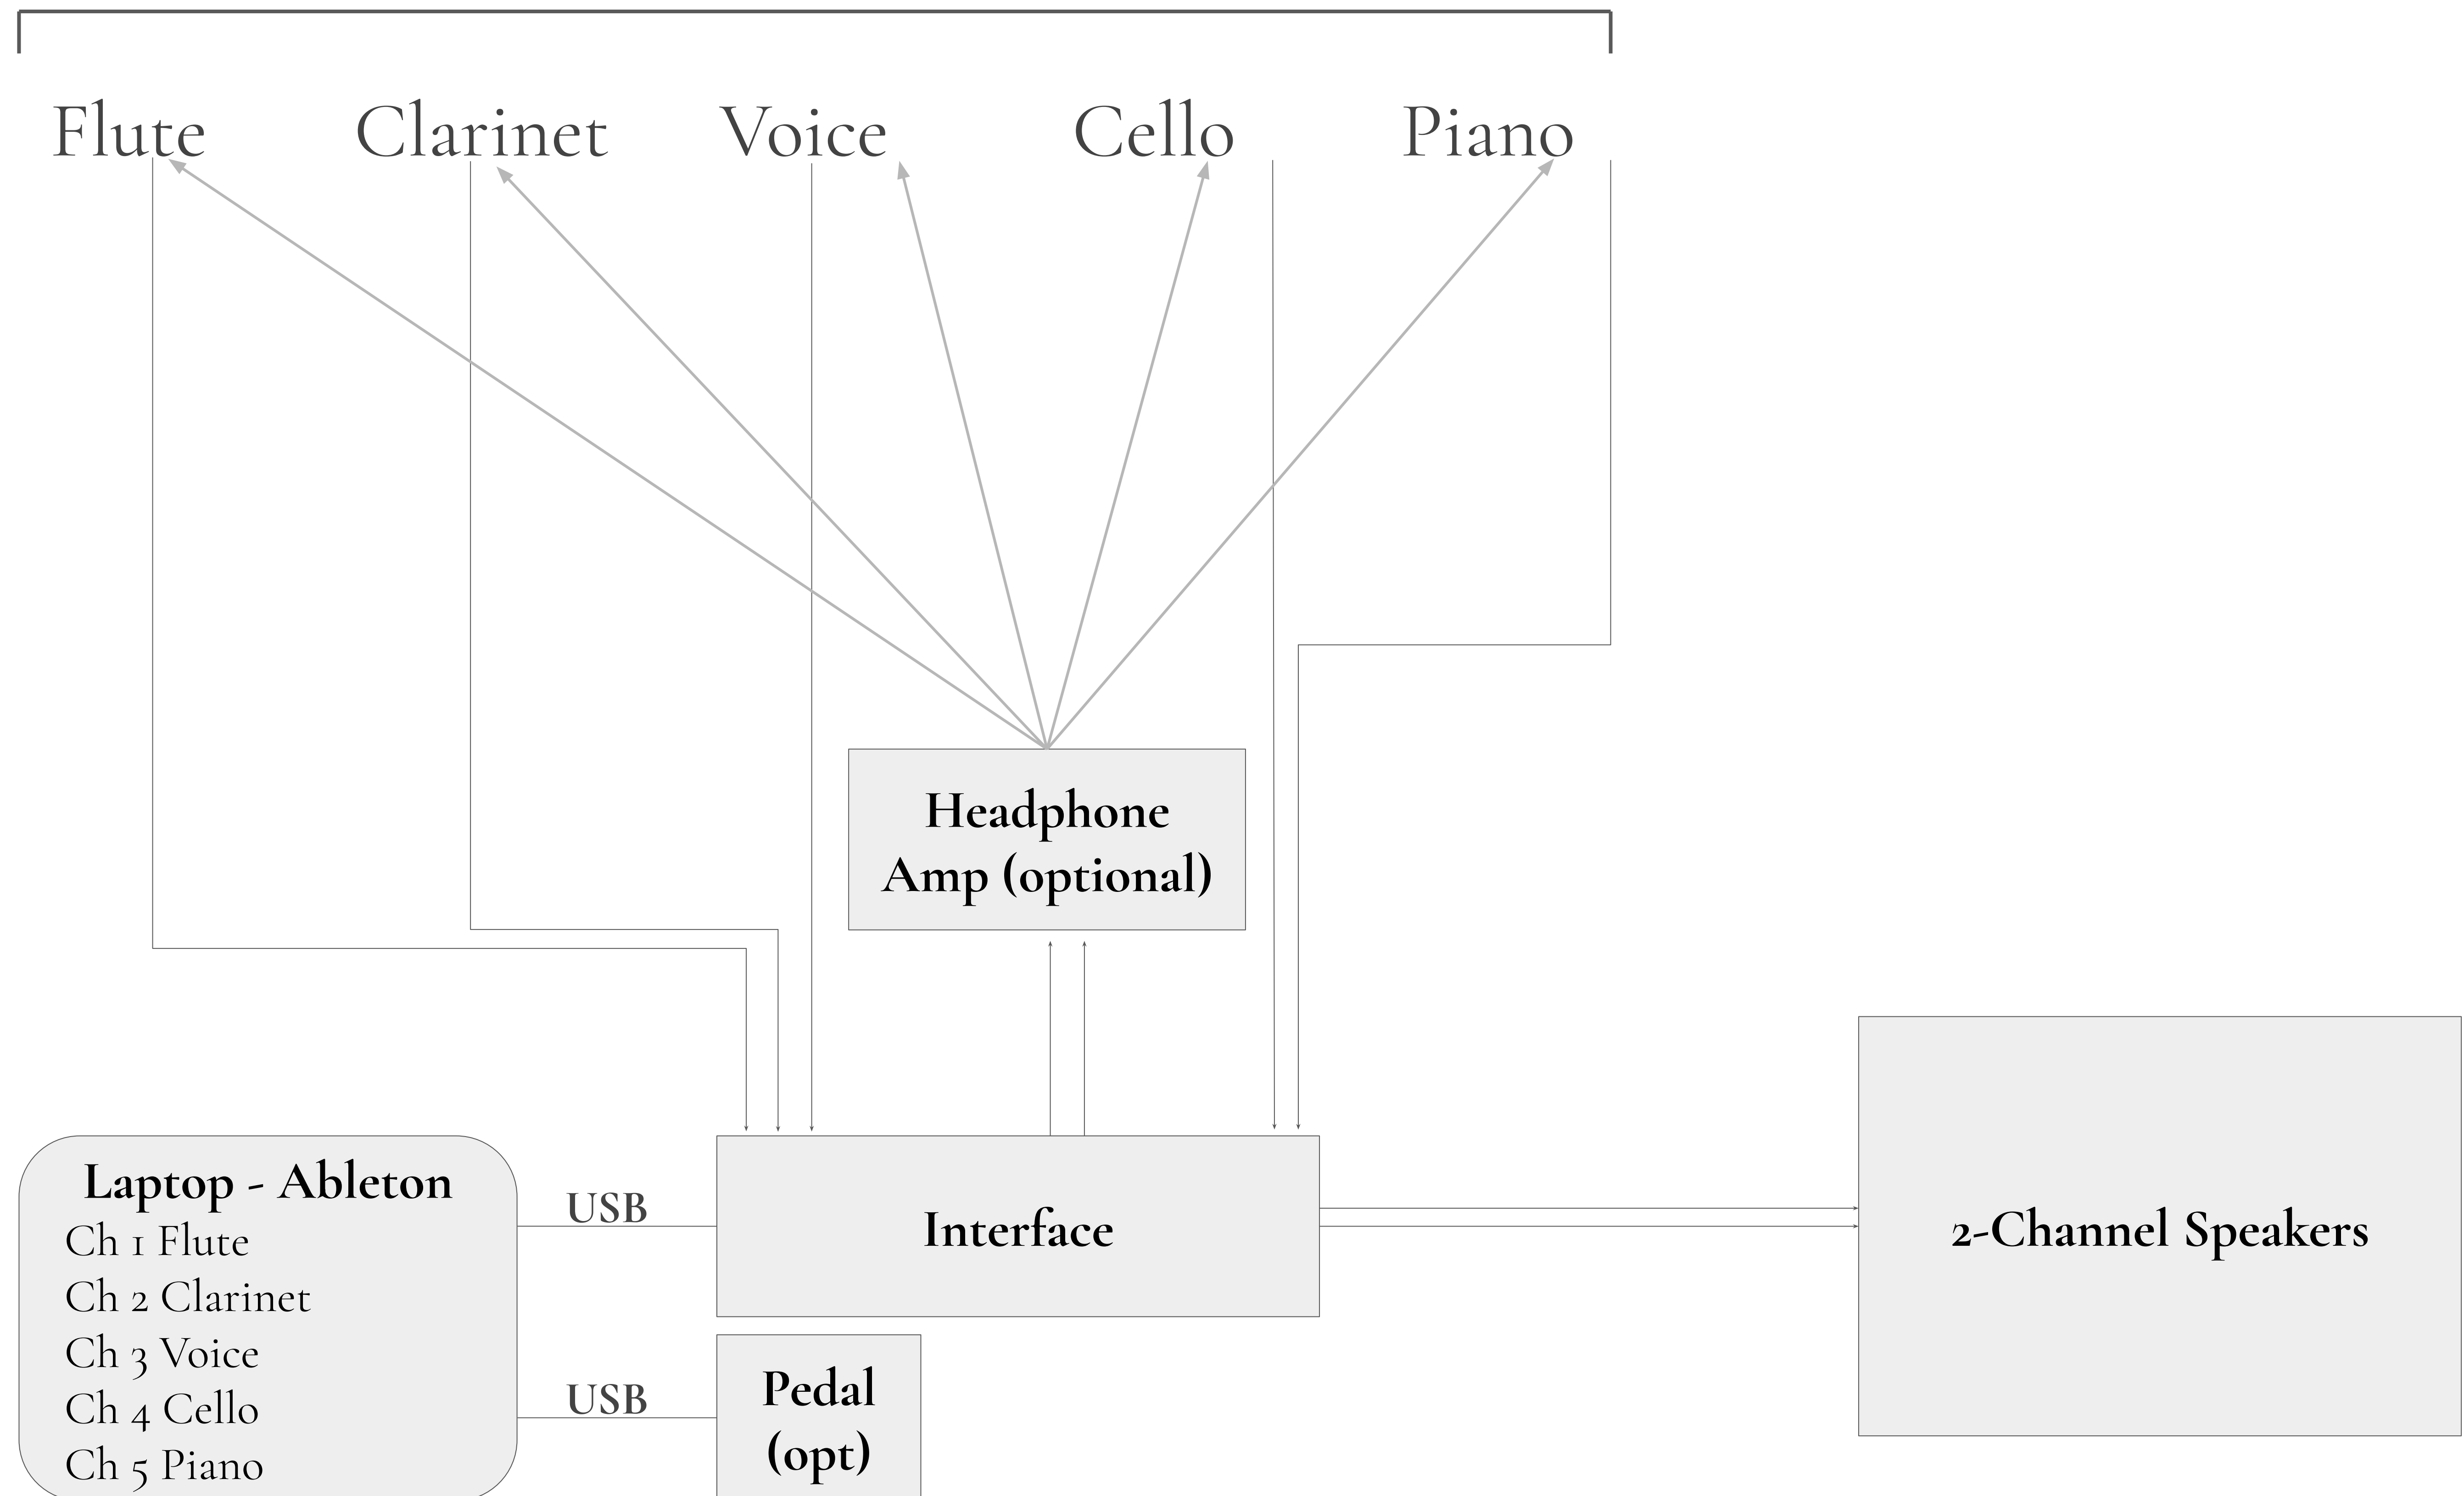 Flute Clarinet Voice Cello Piano
Headphone
Amp (optional)
Laptop - Ableton
Ch 1 Flute
Ch 2 Clarinet
Ch 3 Voice
Ch 4 Cello
Ch 5 Piano
USB
USB
Interface
Pedal
(opt)
2-Channel Speakers